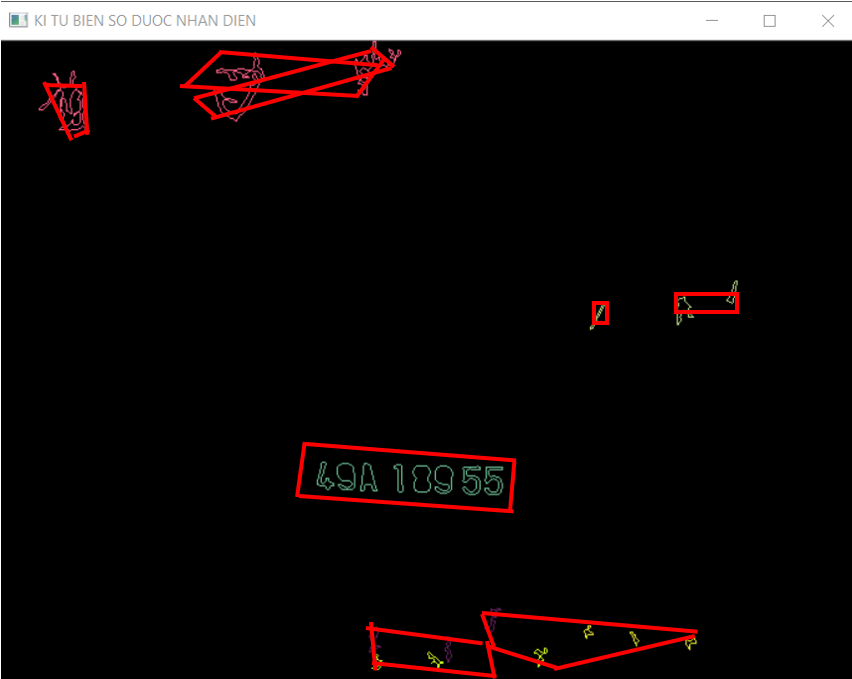 KI TU BIEN SO DUOC NHAN DIEN
49A 18955